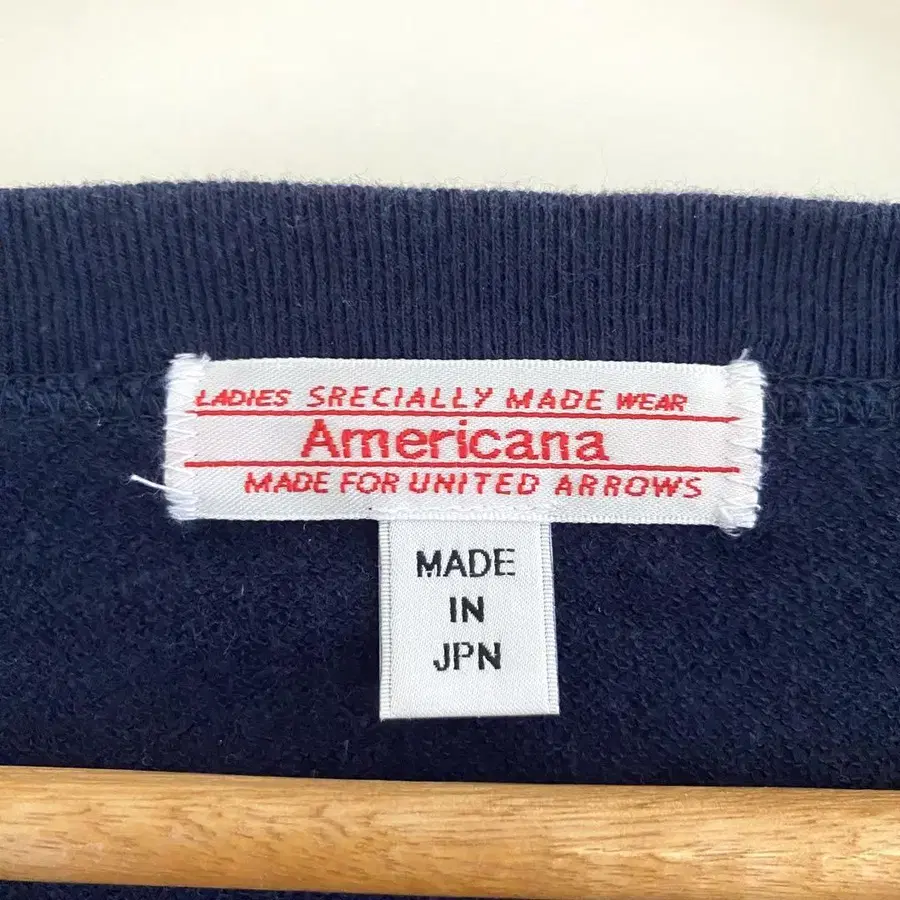 LADIES SRECIALLY MADE WEAR
Americana
MADE FOR UNITED ARROWS
MADE
IN
JPN